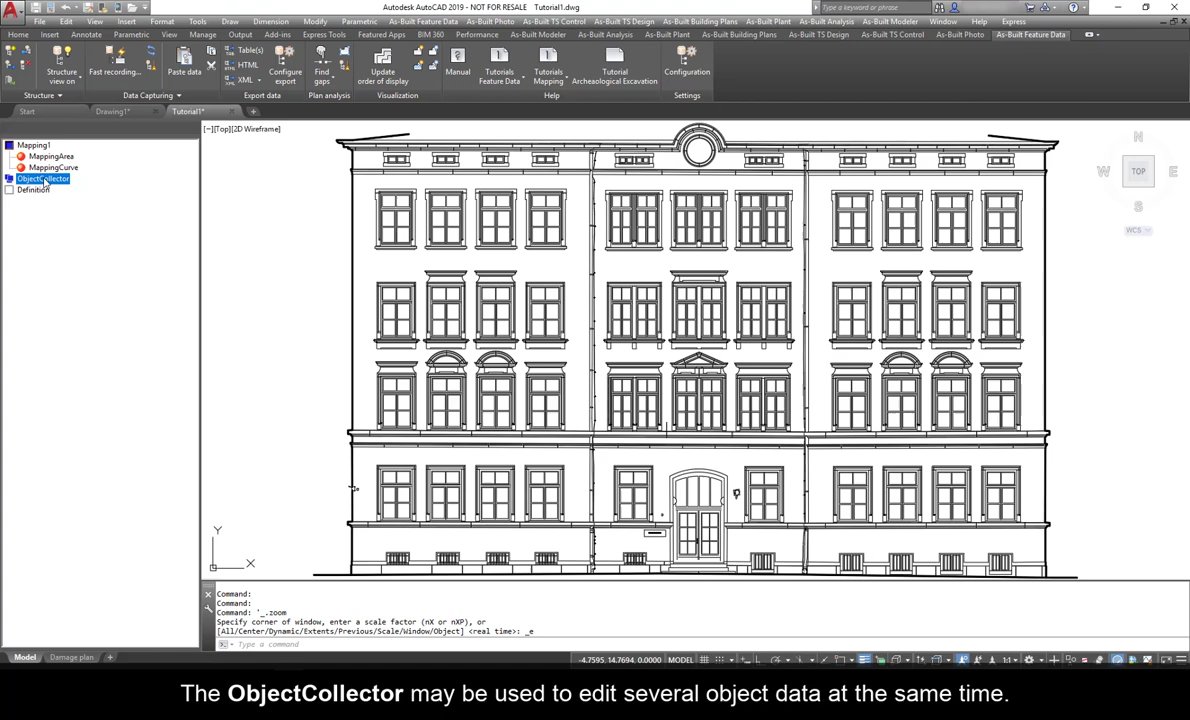 Autodesk AutoCAD 2019 - NOT FOR RESALE Tutorial1.dwg
Type a keyword or phrase
File Edit View Insert Format Tools Draw Dimension Modify Parametric As-Built Feature Data As-Built Photo As-Built TS Control As-Built TS Design As-Built Building Plans As-Built Plant As-Built Analysis As-Built Modeler Window Express
Home Insert Annotate Parametric View Manage Output Add-ins Express Tools Featured Apps BIM 360 Performance As-Built Modeler As-Built Analysis As-Built Plant As-Built Building Plans As-Built TS Design As-Built TS Control As-Built Photo As-Built Feature Data
Structure view on
Fast recording...
Paste data
Table(s)
HTML
XML
Configure export
Find gaps
Update order of display
Manual
Tutorials Feature Data
Tutorials Mapping
Tutorial Archaeological Excavation
Configuration
Structure Data Capturing Export data Plan analysis Visualization Help Settings
Start Drawing1* Tutorial1*
[−][Top][2D Wireframe]
Mapping1
MappingArea
MappingCurve
ObjectCollector
Definition
N
W TOP E
S
WCS
Y
X
Command:
Command:
Command: '_.zoom
Specify corner of window, enter a scale factor (nX or nXP), or
[All/Center/Dynamic/Extents/Previous/Scale/Window/Object] <real time>: _e
Type a command
Model Damage plan
-4.7595, 14.7694, 0.0000 MODEL 1:1
The ObjectCollector may be used to edit several object data at the same time.